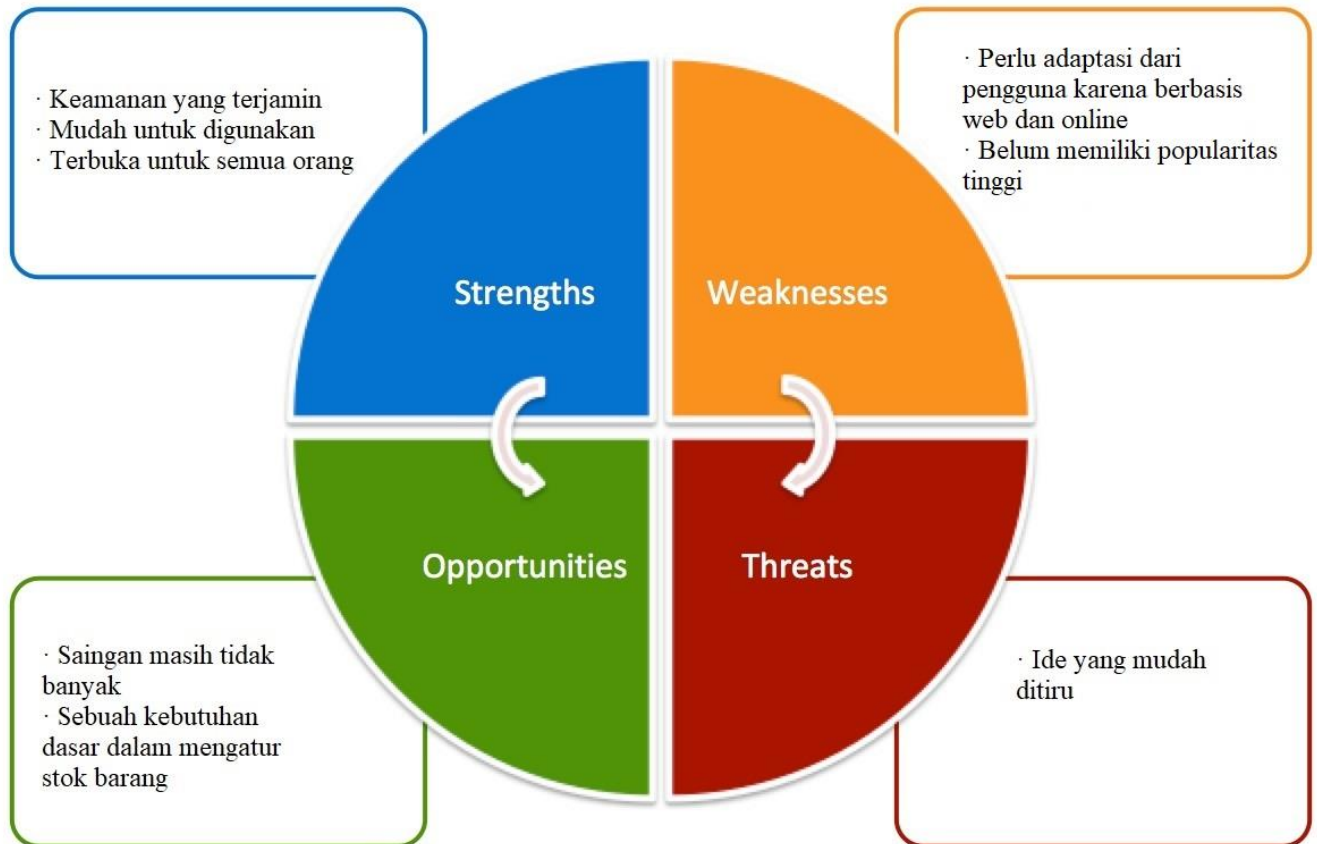 · Keamanan yang terjamin
· Mudah untuk digunakan
· Terbuka untuk semua orang
· Perlu adaptasi dari
pengguna karena berbasis
web dan online
· Belum memiliki popularitas
tinggi
Strengths
Weaknesses
Opportunities
Threats
· Saingan masih tidak
banyak
· Sebuah kebutuhan
dasar dalam mengatur
stok barang
· Ide yang mudah
ditiru